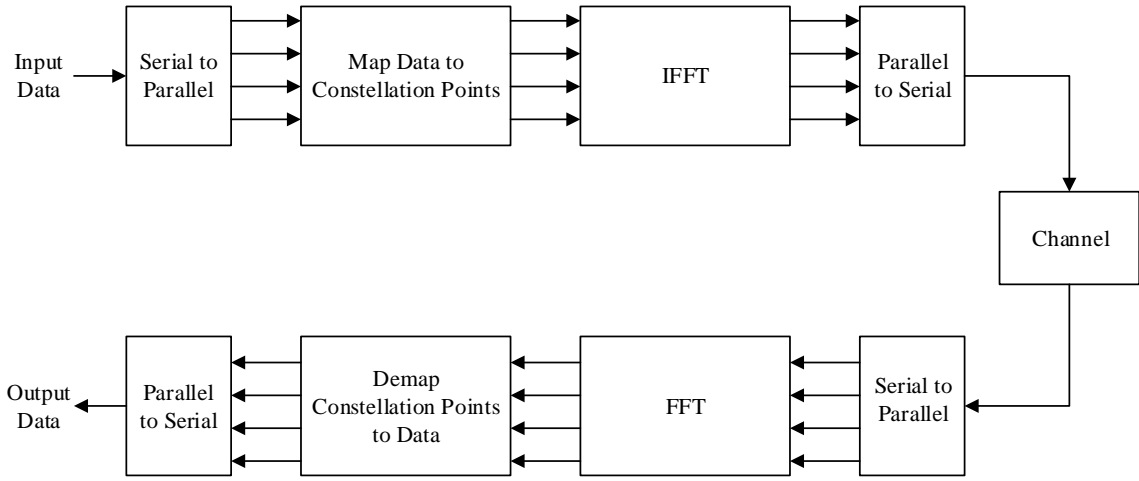 Input
Data
Serial to
Parallel
Map Data to
Constellation Points
IFFT
Parallel
to Serial
Channel
Output
Data
Parallel
to Serial
Demap
Constellation Points
to Data
FFT
Serial to
Parallel